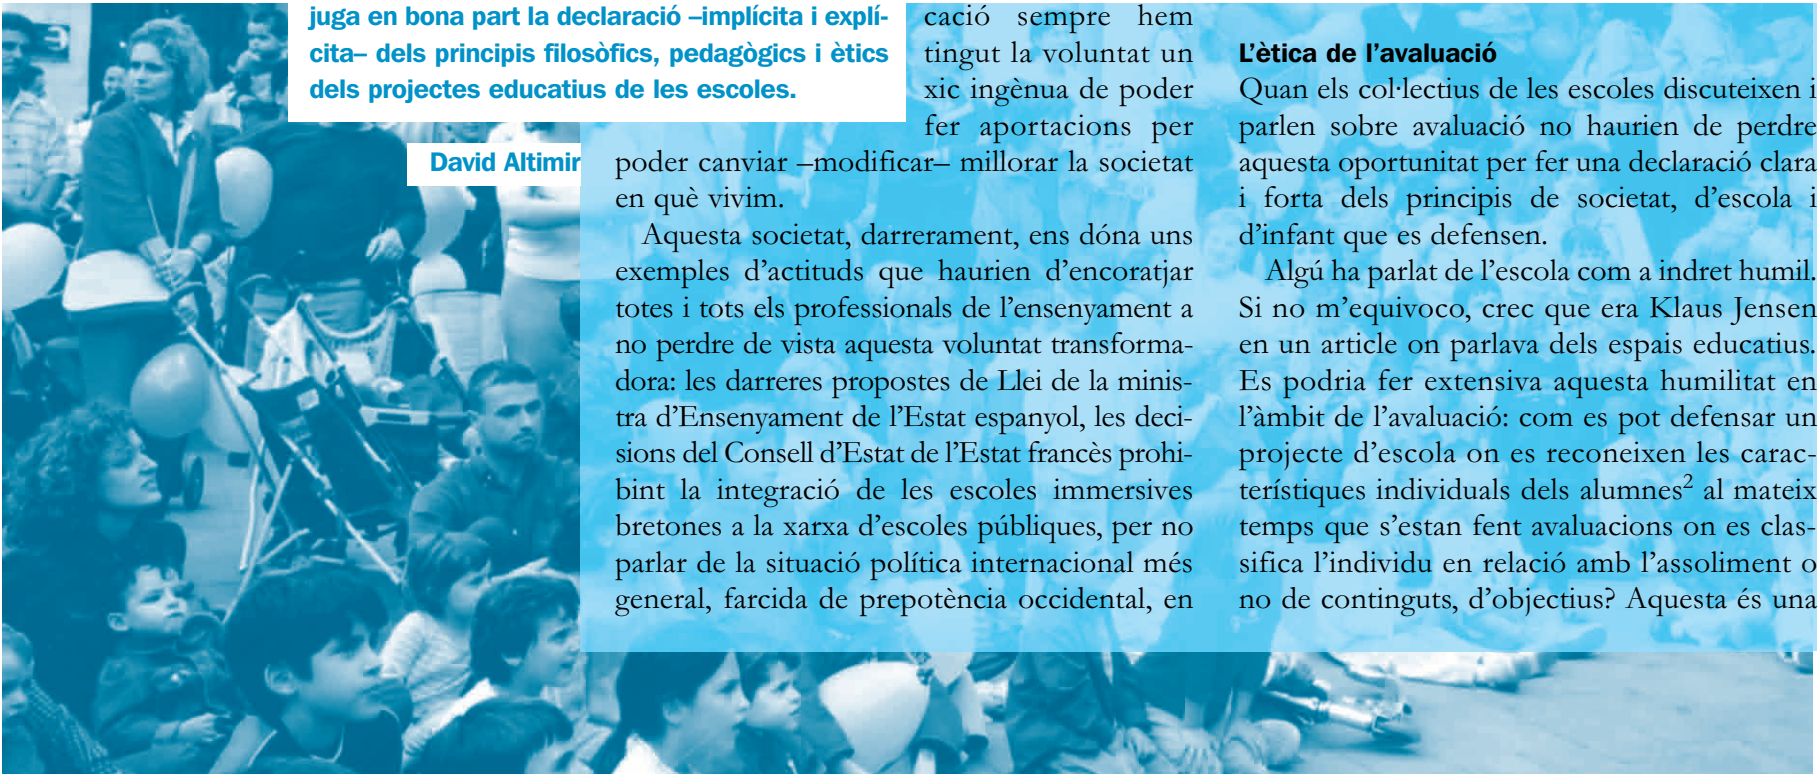 juga en bona part la declaració –implícita i explí-
cita– dels principis filosòfics, pedagògics i ètics
dels projectes educatius de les escoles.
David Altimir
cació sempre hem
tingut la voluntat un
xic ingènua de poder
fer aportacions per
poder canviar –modificar– millorar la societat
en què vivim.
Aquesta societat, darrerament, ens dóna uns
exemples d'actituds que haurien d'encoratjar
totes i tots els professionals de l'ensenyament a
no perdre de vista aquesta voluntat transforma-
dora: les darreres propostes de Llei de la minis-
tra d'Ensenyament de l'Estat espanyol, les deci-
sions del Consell d'Estat de l'Estat francès prohi-
bint la integració de les escoles immersives
bretones a la xarxa d'escoles públiques, per no
parlar de la situació política internacional més
general, farcida de prepotència occidental, en
L'ètica de l'avaluació
Quan els col·lectius de les escoles discuteixen i
parlen sobre avaluació no haurien de perdre
aquesta oportunitat per fer una declaració clara
i forta dels principis de societat, d'escola i
d'infant que es defensen.
Algú ha parlat de l'escola com a indret humil.
Si no m'equivoco, crec que era Klaus Jensen
en un article on parlava dels espais educatius.
Es podria fer extensiva aquesta humilitat en
l'àmbit de l'avaluació: com es pot defensar un
projecte d'escola on es reconeixen les carac-
terístiques individuals dels alumnes² al mateix
temps que s'estan fent avaluacions on es clas-
sifica l'individu en relació amb l'assoliment o
no de continguts, d'objectius? Aquesta és una